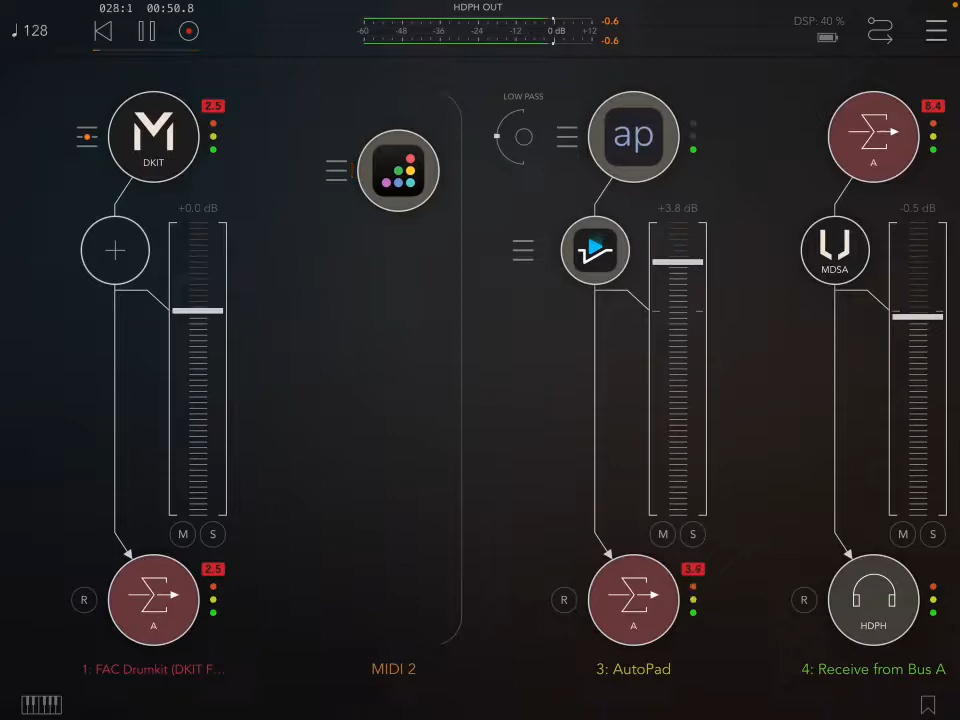 028:1 00:50.8
HDPH OUT
♩ 128
-60 -48 -36 -24 -12 0 dB +12
-0.6
-0.6
DSP: 40 %
LOW PASS
2.5
DKIT
ap
8.4
A
+0.0 dB
+3.8 dB
-0.5 dB
MDSA
M S
M S
M S
2.5
3.6
R
A
R
A
R
HDPH
1: FAC Drumkit (DKIT F...
MIDI 2
3: AutoPad
4: Receive from Bus A